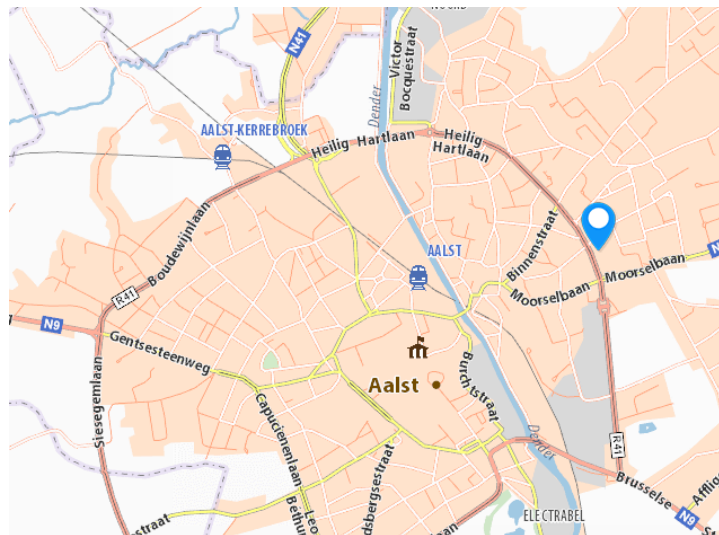 NOORD
N41
Victor
Bocquestraat
Dender
AALST-KERREBROEK
Heilig Hartlaan
Heilig
Hartlaan
Boudewijnlaan
R41
Binnenstraat
AALST
Moorselbaan
Moorselbaan
N9
Gentsesteenweg
Siesegemlaan
Aalst
Burchtstraat
Capucienenlaan
Dender
R41
Brusselse
N9
ELECTRABEL